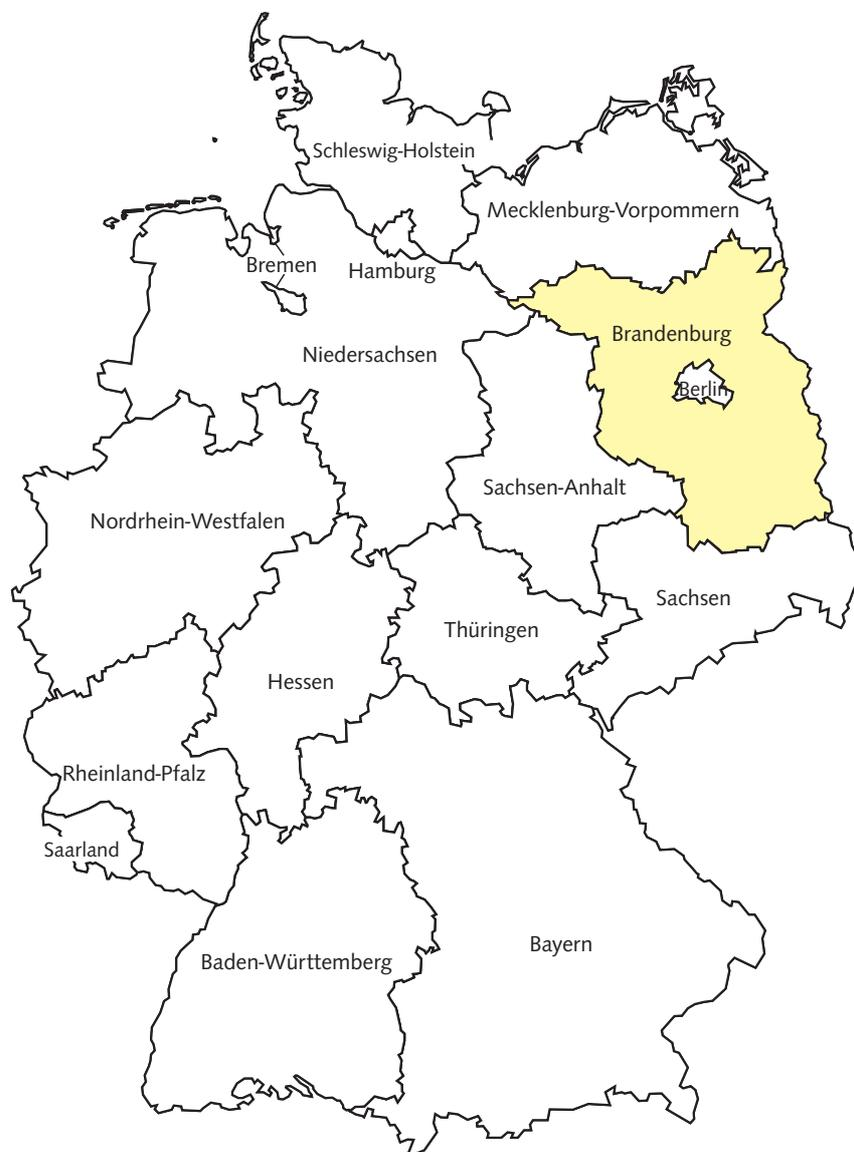 Schleswig-Holstein
Mecklenburg-Vorpommern
Bremen
Hamburg
Brandenburg
Niedersachsen
Berlin
Sachsen-Anhalt
Nordrhein-Westfalen
Sachsen
Thüringen
Hessen
Rheinland-Pfalz
Saarland
Bayern
Baden-Württemberg